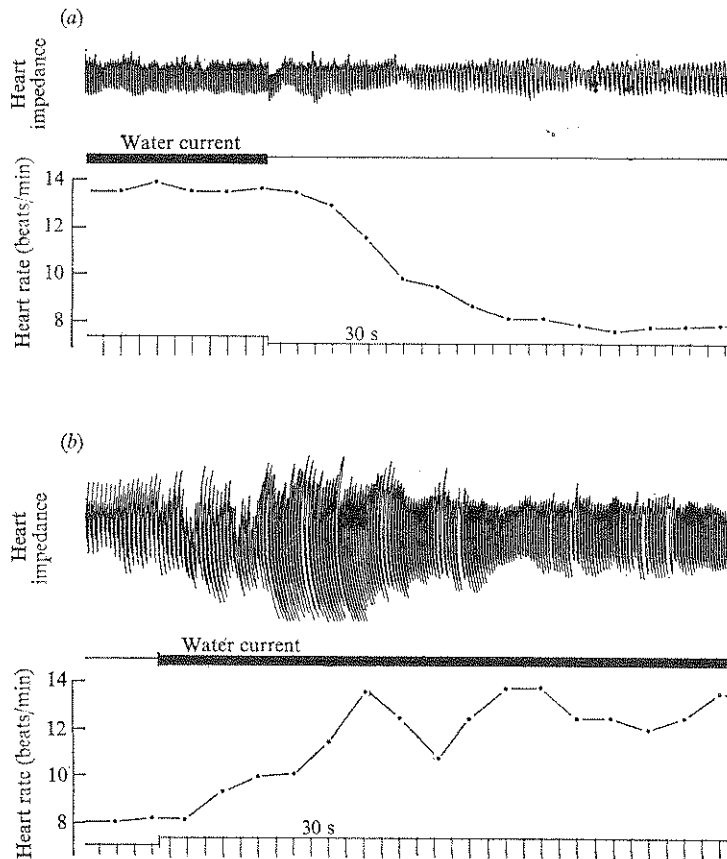 (a)
Heart
impedance
Water current
Heart rate (beats/min)
14
12
10
8
30 s
(b)
Heart
impedance
Water current
Heart rate (beats/min)
14
12
10
8
30 s